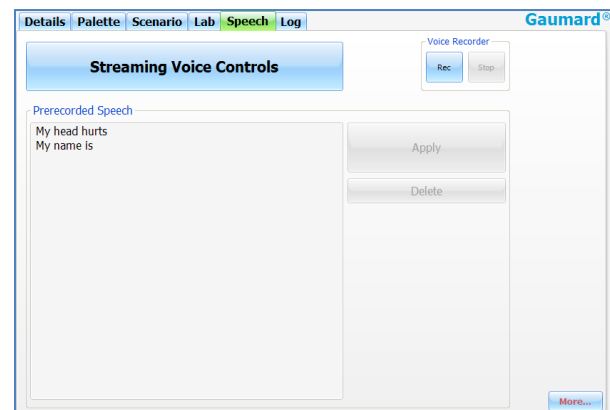 Details Palette Scenario Lab Speech Log
Gaumard®
Streaming Voice Controls
Voice Recorder
Rec Stop
Prerecorded Speech
My head hurts
My name is
Apply
Delete
More...